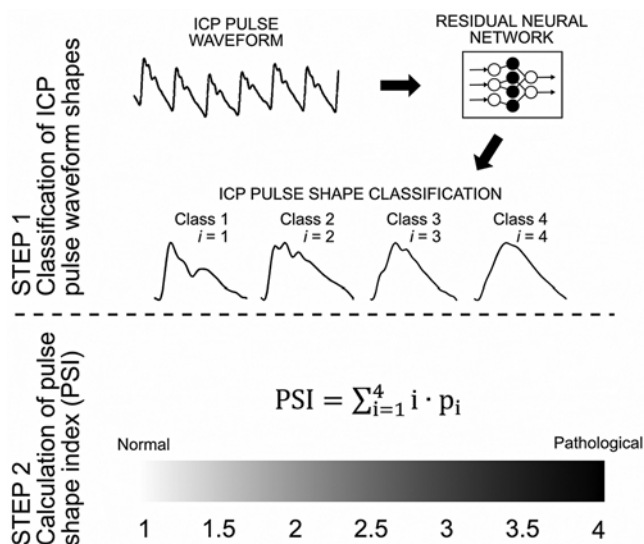 ICP PULSE
WAVEFORM
RESIDUAL NEURAL
NETWORK
STEP 1
Classification of ICP
pulse waveform shapes
ICP PULSE SHAPE CLASSIFICATION
Class 1
i = 1
Class 2
i = 2
Class 3
i = 3
Class 4
i = 4
STEP 2
Calculation of pulse
shape index (PSI)
PSI = ∑⁴ᵢ₌₁ i · pᵢ
Normal
Pathological
1 1.5 2 2.5 3 3.5 4